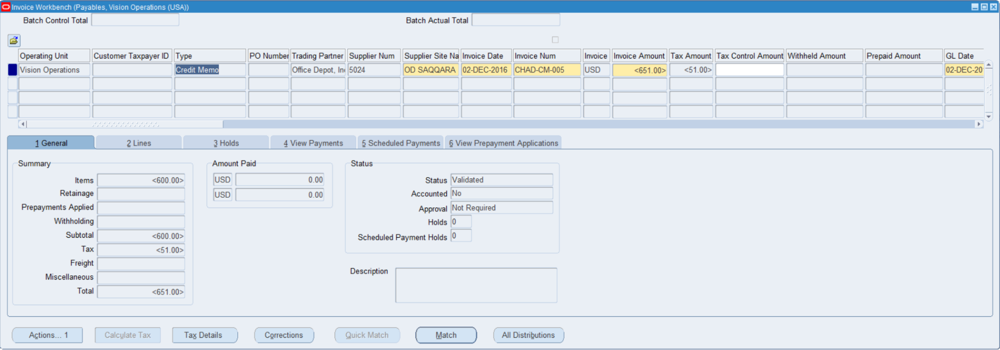 Invoice Workbench (Payables, Vision Operations (USA))
Batch Control Total
Batch Actual Total
Operating Unit Customer Taxpayer ID Type PO Number Trading Partner Supplier Num Supplier Site Na Invoice Date Invoice Num Invoice Invoice Amount Tax Amount Tax Control Amount Withheld Amount Prepaid Amount GL Date
Vision Operations Credit Memo Office Depot, In 5024 OD SAQQARA 02-DEC-2016 CHAD-CM-005 USD <651.00> <51.00> 02-DEC-20
1 General 2 Lines 3 Holds 4 View Payments 5 Scheduled Payments 6 View Prepayment Applications
Summary
Items <600.00>
Retainage
Prepayments Applied
Withholding
Subtotal <600.00>
Tax <51.00>
Freight
Miscellaneous
Total <651.00>
Amount Paid
USD 0.00
USD 0.00
Status
Status Validated
Accounted No
Approval Not Required
Holds 0
Scheduled Payment Holds 0
Description
Actions... 1 Calculate Tax Tax Details Corrections Quick Match Match All Distributions